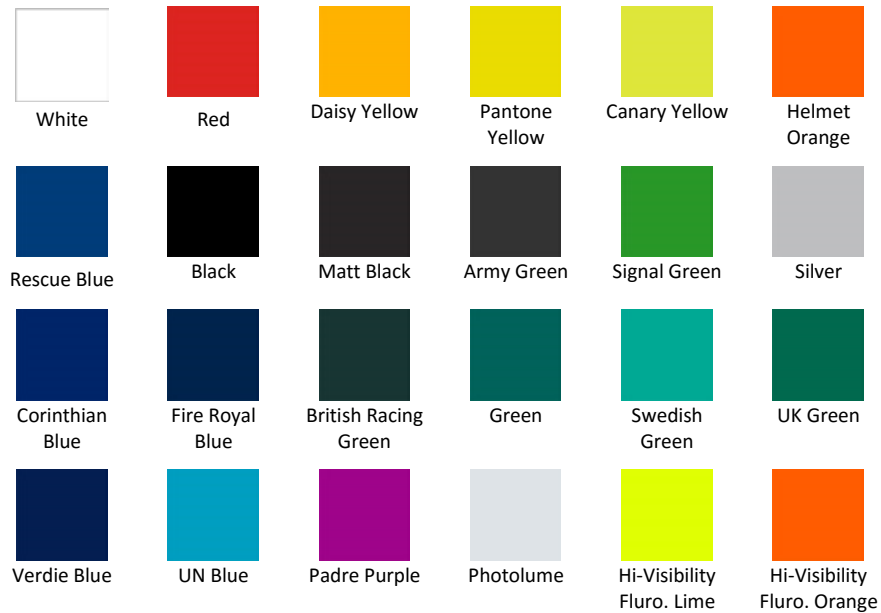 White
Red
Daisy Yellow
Pantone
Yellow
Canary Yellow
Helmet
Orange
Rescue Blue
Black
Matt Black
Army Green
Signal Green
Silver
Corinthian
Blue
Fire Royal
Blue
British Racing
Green
Green
Swedish
Green
UK Green
Verdie Blue
UN Blue
Padre Purple
Photolume
Hi-Visibility
Fluro. Lime
Hi-Visibility
Fluro. Orange